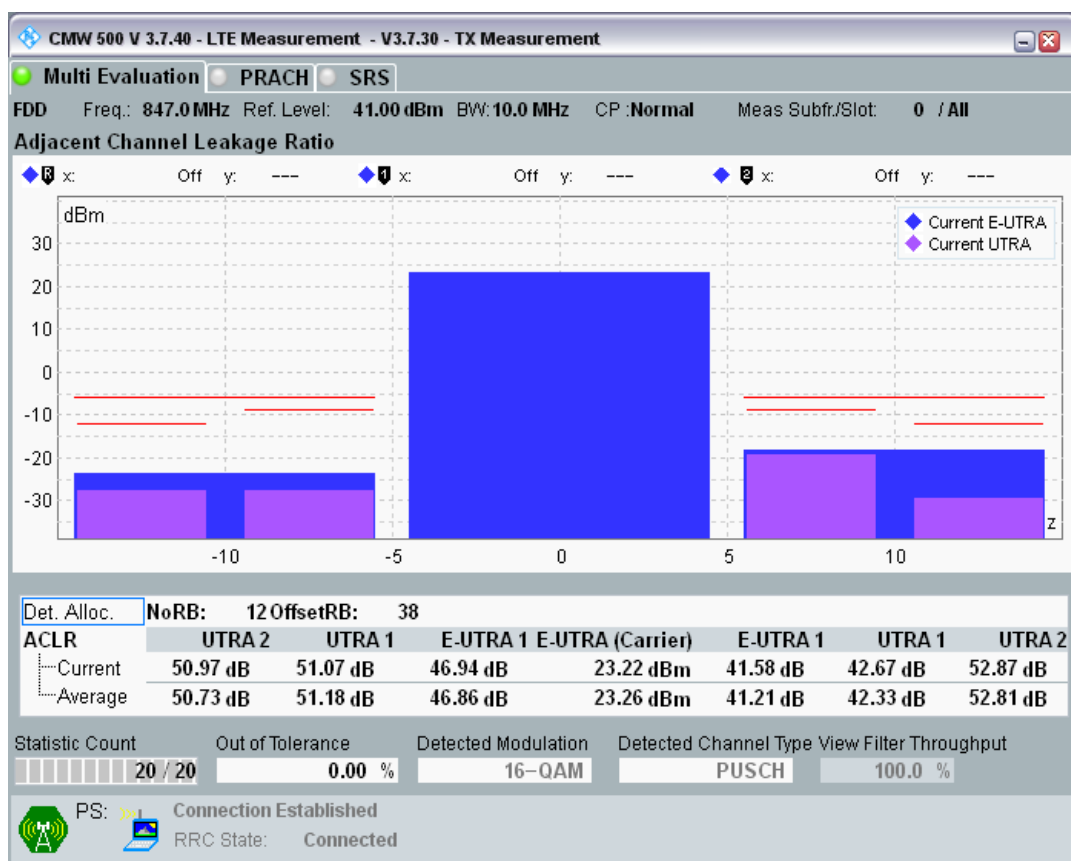 CMW 500 V 3.7.40 - LTE Measurement - V3.7.30 - TX Measurement
Multi Evaluation PRACH SRS
FDD Freq.: 847.0 MHz Ref. Level: 41.00 dBm BW: 10.0 MHz CP :Normal Meas Subfr./Slot: 0 / All
Adjacent Channel Leakage Ratio
R x: Off y: --- 1 x: Off y: --- 2 x: Off y: ---
dBm
Current E-UTRA
Current UTRA
30
20
10
0
-10
-20
-30
z
-10 -5 0 5 10
Det. Alloc. NoRB: 12 OffsetRB: 38
ACLR UTRA 2 UTRA 1 E-UTRA 1 E-UTRA (Carrier) E-UTRA 1 UTRA 1 UTRA 2
Current 50.97 dB 51.07 dB 46.94 dB 23.22 dBm 41.58 dB 42.67 dB 52.87 dB
Average 50.73 dB 51.18 dB 46.86 dB 23.26 dBm 41.21 dB 42.33 dB 52.81 dB
Statistic Count Out of Tolerance Detected Modulation Detected Channel Type View Filter Throughput
20 / 20 0.00 % 16-QAM PUSCH 100.0 %
PS: Connection Established
RRC State: Connected